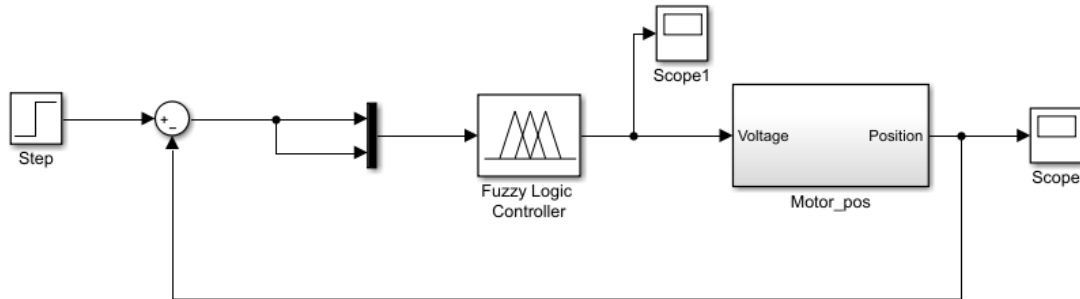 Scope1
Step
+
−
Fuzzy Logic
Controller
Voltage
Position
Motor_pos
Scope